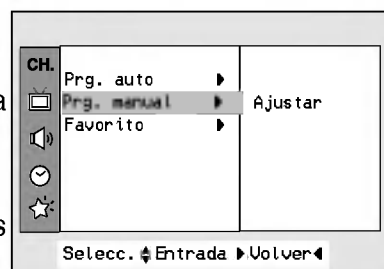 CH.
Prg. auto ▶
Prg. manual ▶ Ajustar
Favorito ▶
a
s
Selecc. ⬍ Entrada ▶ Volver ◀